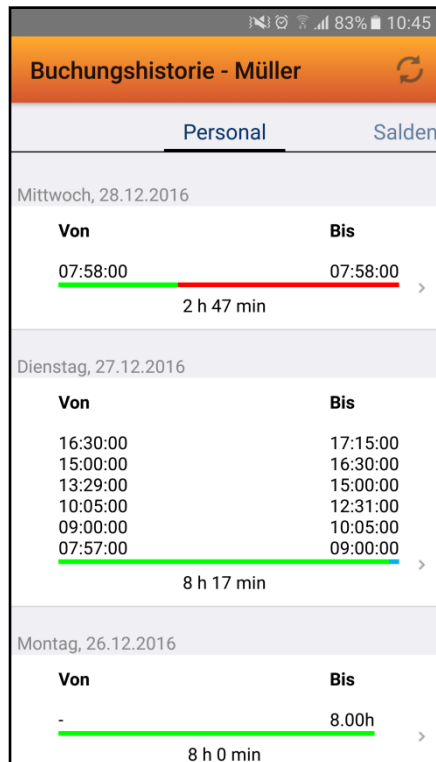 83% 10:45
Buchungshistorie - Müller
Personal Salden
Mittwoch, 28.12.2016
Von Bis
07:58:00 07:58:00
2 h 47 min
Dienstag, 27.12.2016
Von Bis
16:30:00 17:15:00
15:00:00 16:30:00
13:29:00 15:00:00
10:05:00 12:31:00
09:00:00 10:05:00
07:57:00 09:00:00
8 h 17 min
Montag, 26.12.2016
Von Bis
- 8.00h
8 h 0 min